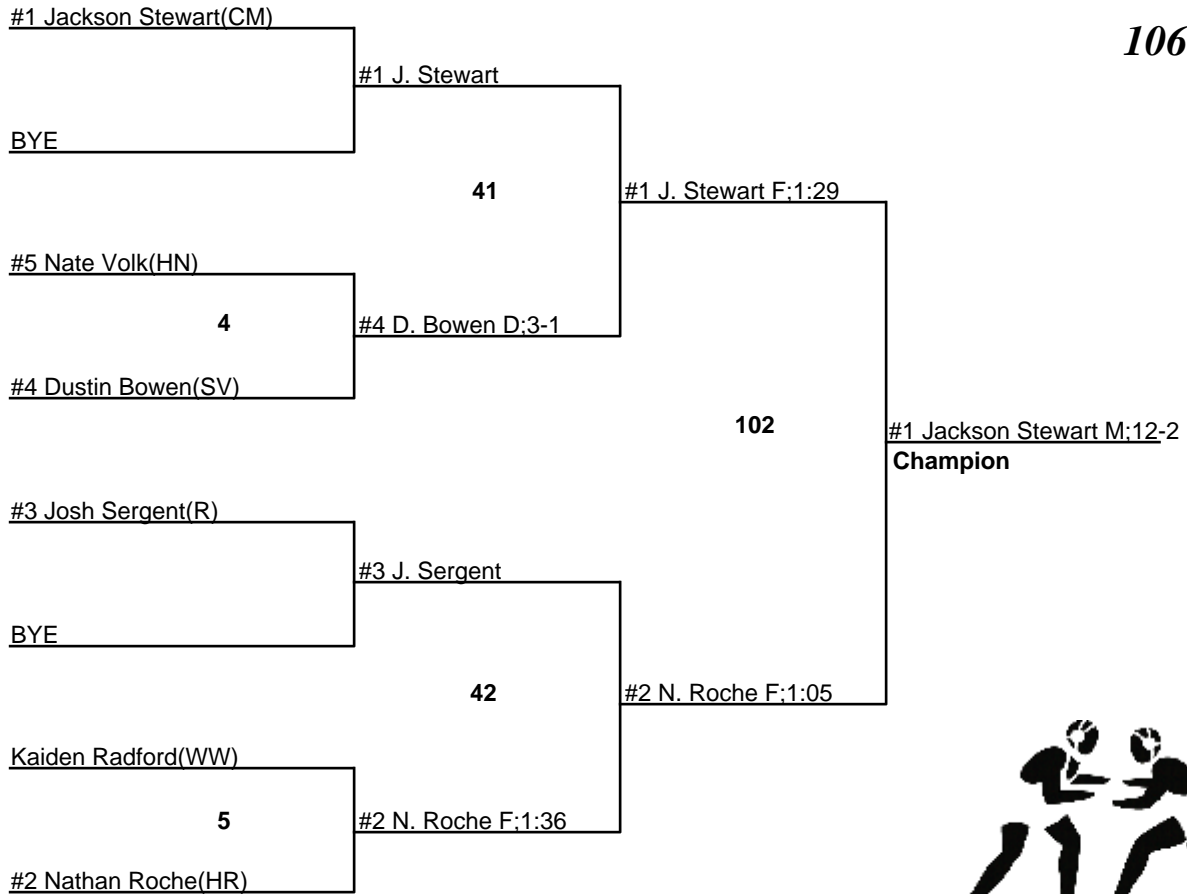 #1 Jackson Stewart(CM)
106
#1 J. Stewart
BYE
41
#1 J. Stewart F;1:29
#5 Nate Volk(HN)
4
#4 D. Bowen D;3-1
#4 Dustin Bowen(SV)
102
#1 Jackson Stewart M;12-2
Champion
#3 Josh Sergent(R)
#3 J. Sergent
BYE
42
#2 N. Roche F;1:05
Kaiden Radford(WW)
5
#2 N. Roche F;1:36
#2 Nathan Roche(HR)